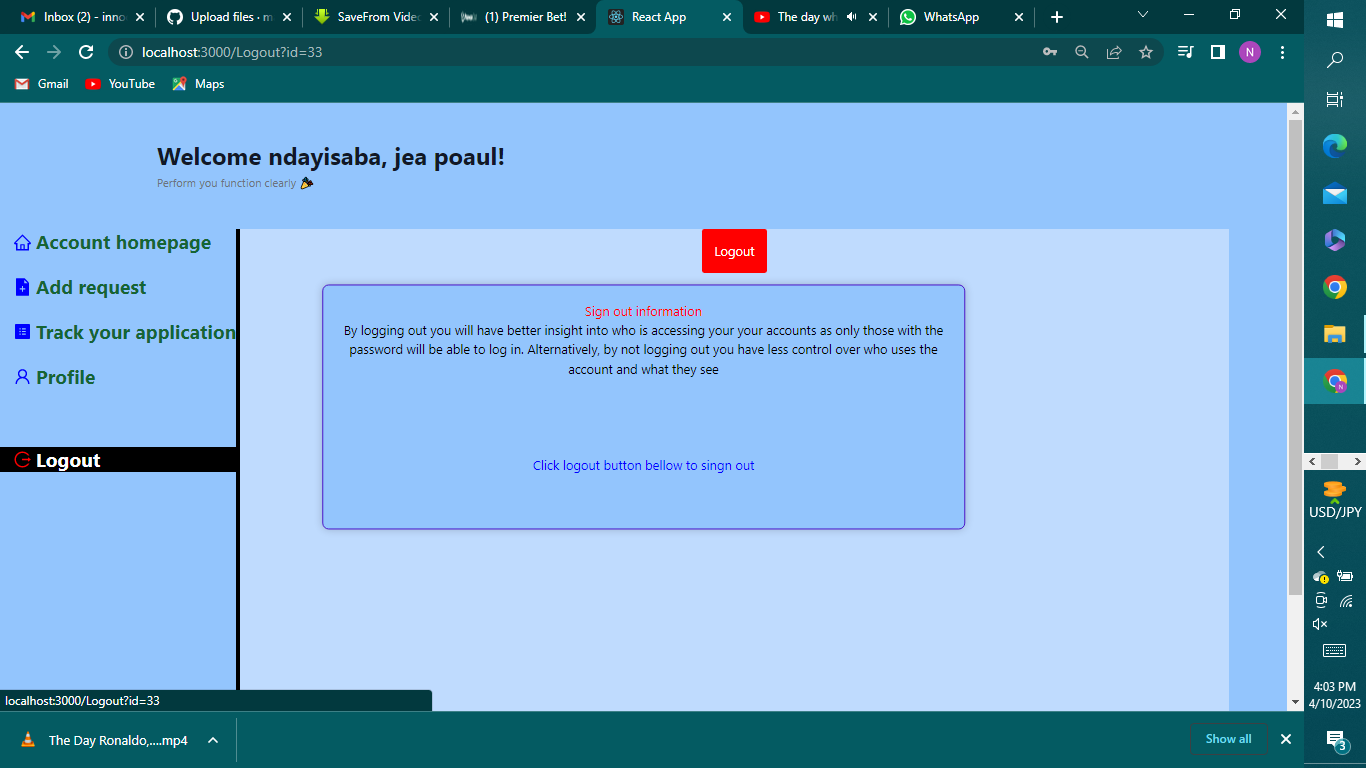 Inbox (2) - inno
Upload files · m
SaveFrom Video
(1) Premier Bet!
React App
The day wh
WhatsApp
localhost:3000/Logout?id=33
N
Gmail
YouTube
Maps
Welcome ndayisaba, jea poaul!
Perform you function clearly
Account homepage
Add request
Track your application
Profile
Logout
Logout
Sign out information
By logging out you will have better insight into who is accessing your your accounts as only those with the
password will be able to log in. Alternatively, by not logging out you have less control over who uses the
account and what they see
Click logout button bellow to singn out
localhost:3000/Logout?id=33
The Day Ronaldo,....mp4
Show all
USD/JPY
4:03 PM
4/10/2023
3